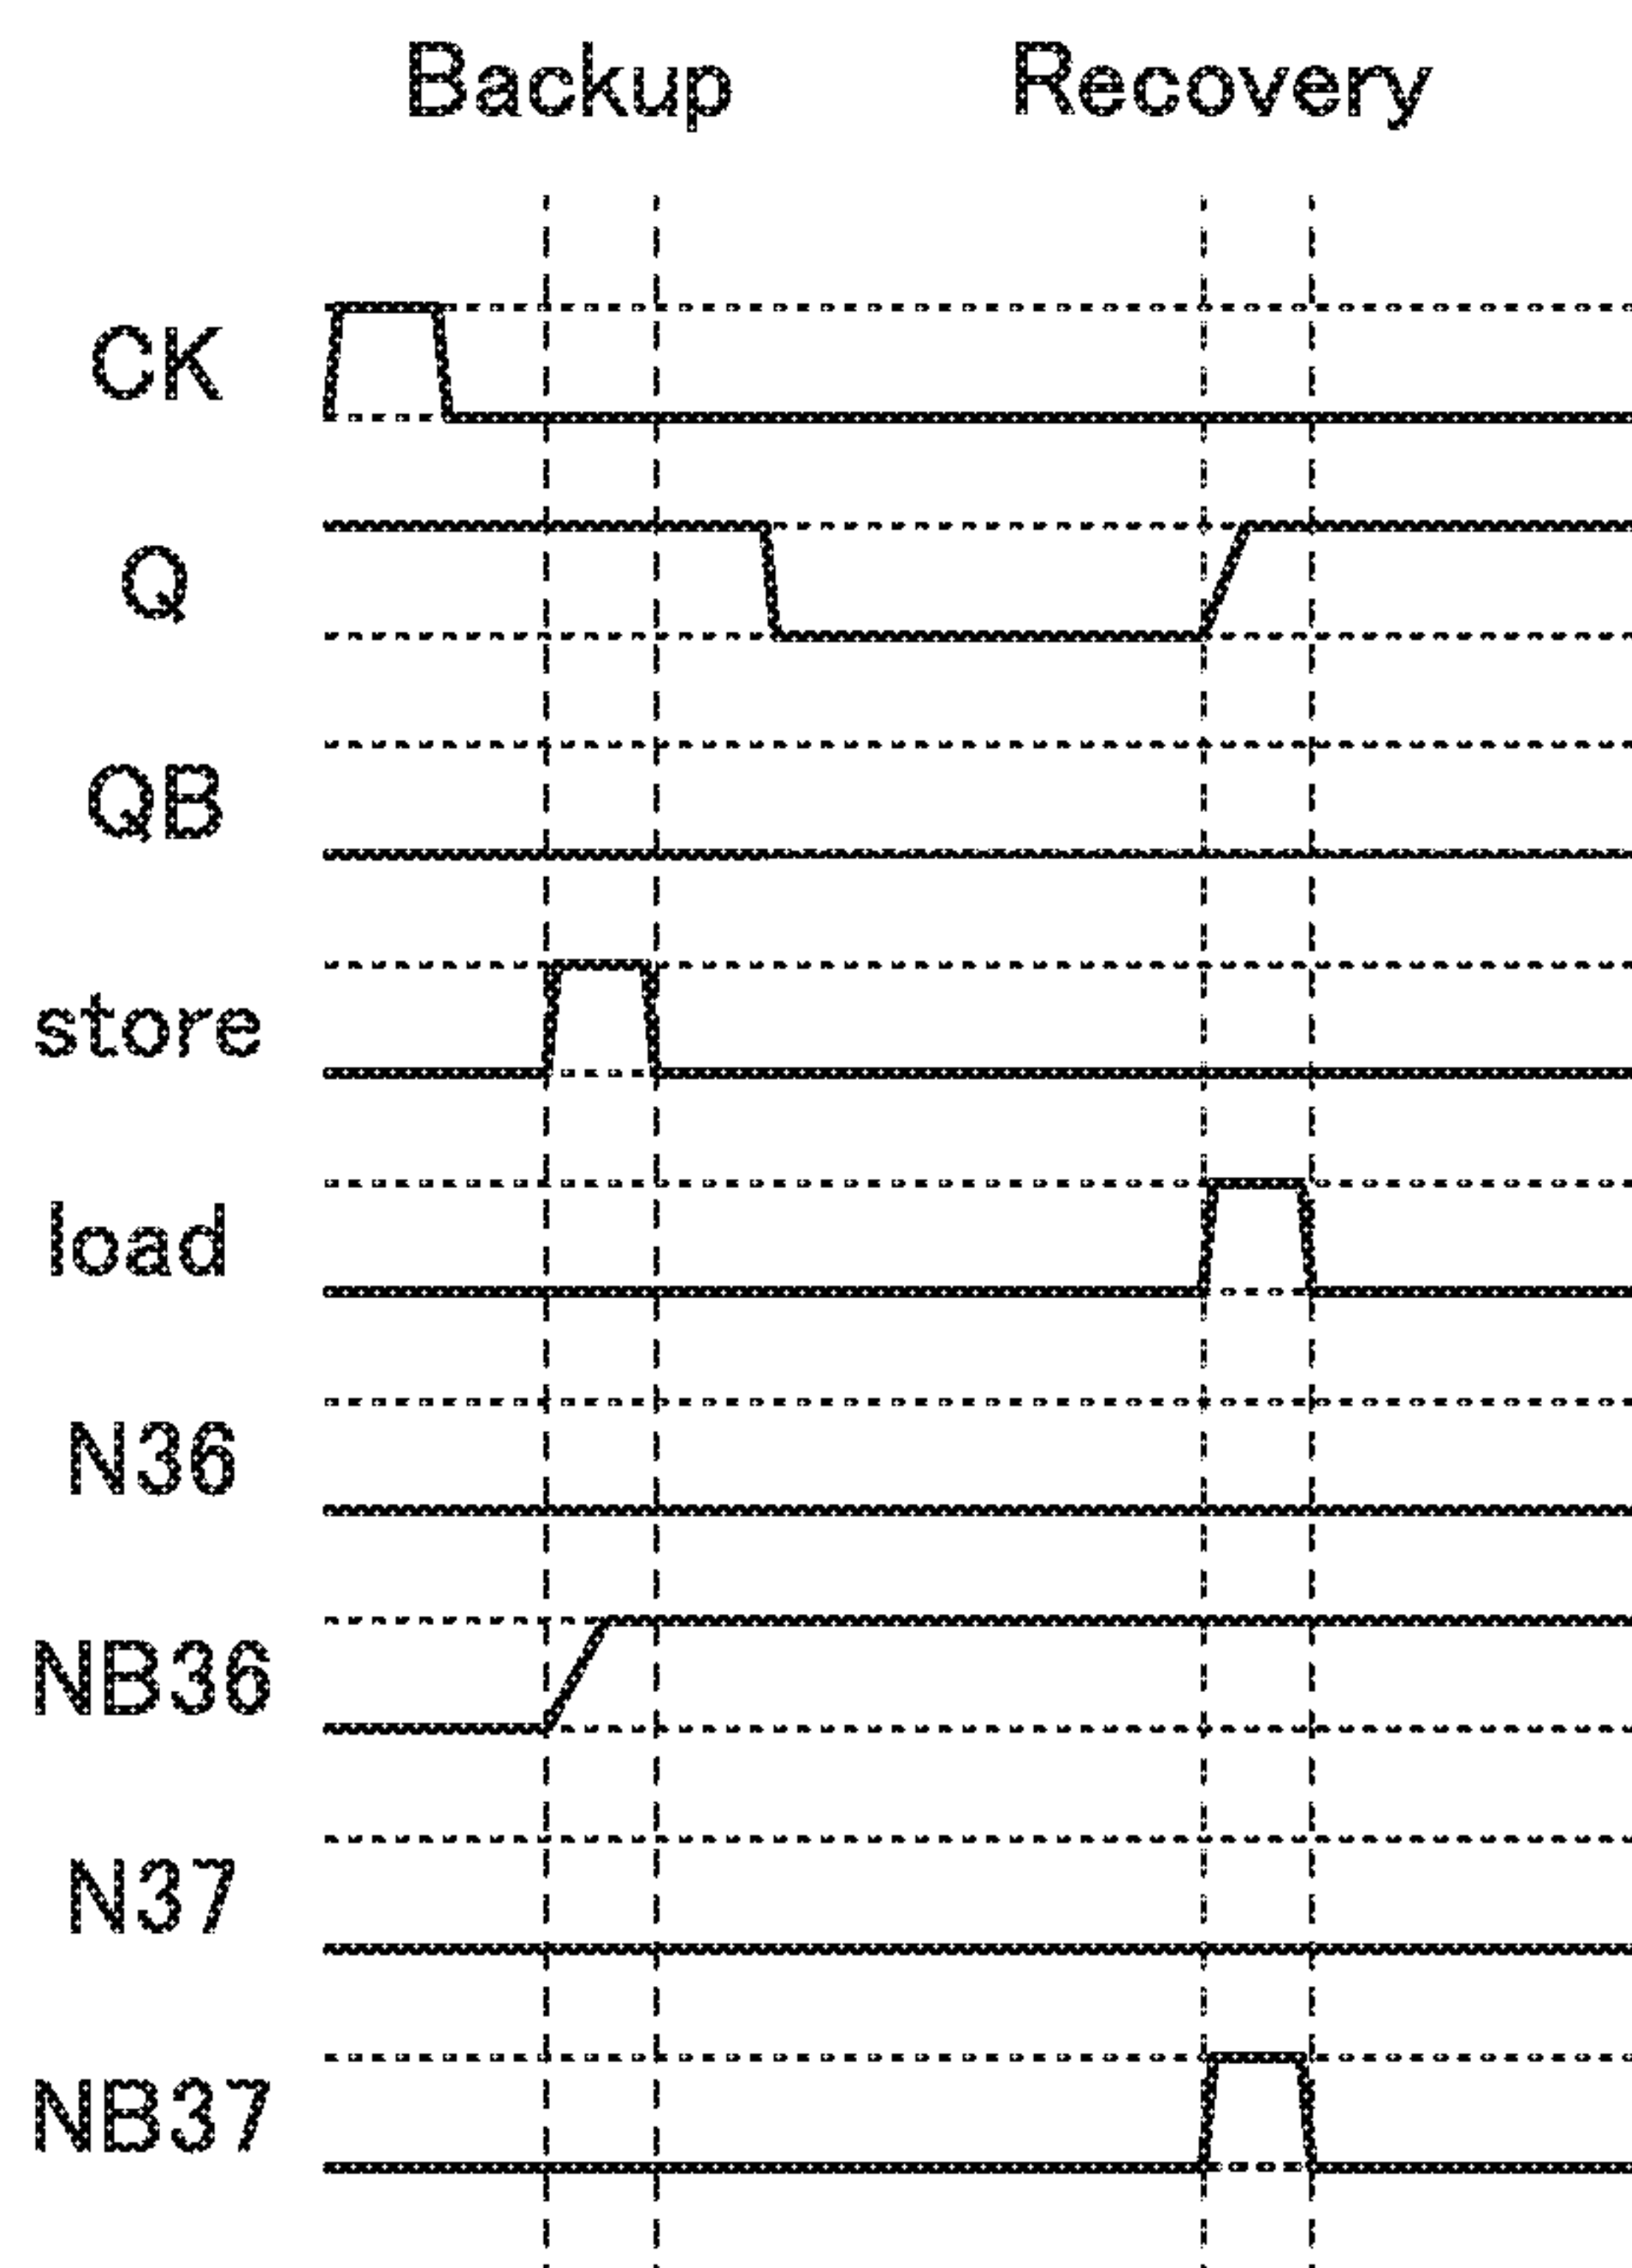 Backup Recovery
CK
Q
QB
store
load
N36
NB36
N37
NB37